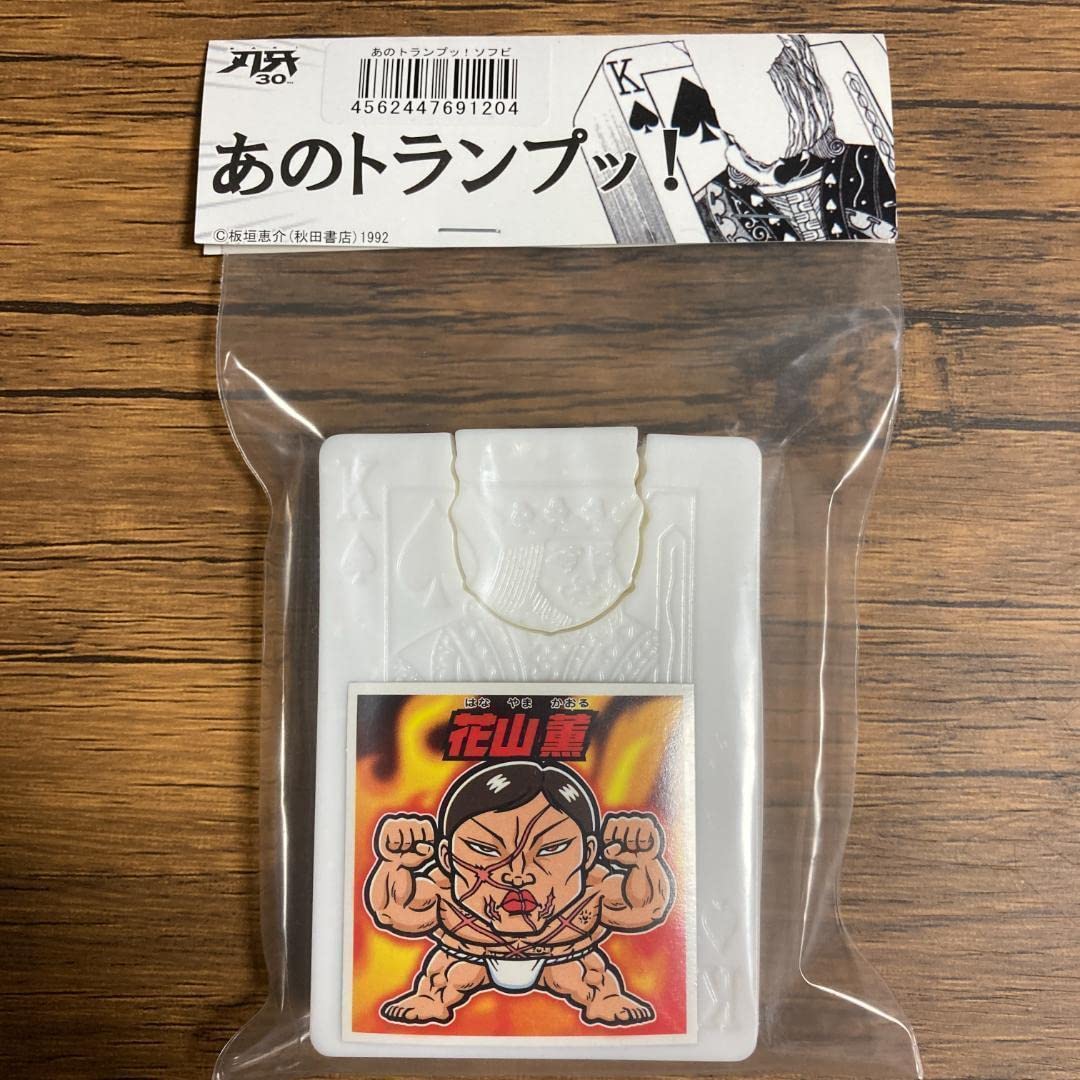 刃牙
30
あのトランプッ!ソフビ
4562447691204
K
あのトランプッ!
©板垣恵介(秋田書店)1992
K
はな やま かおる
花山 薫
K